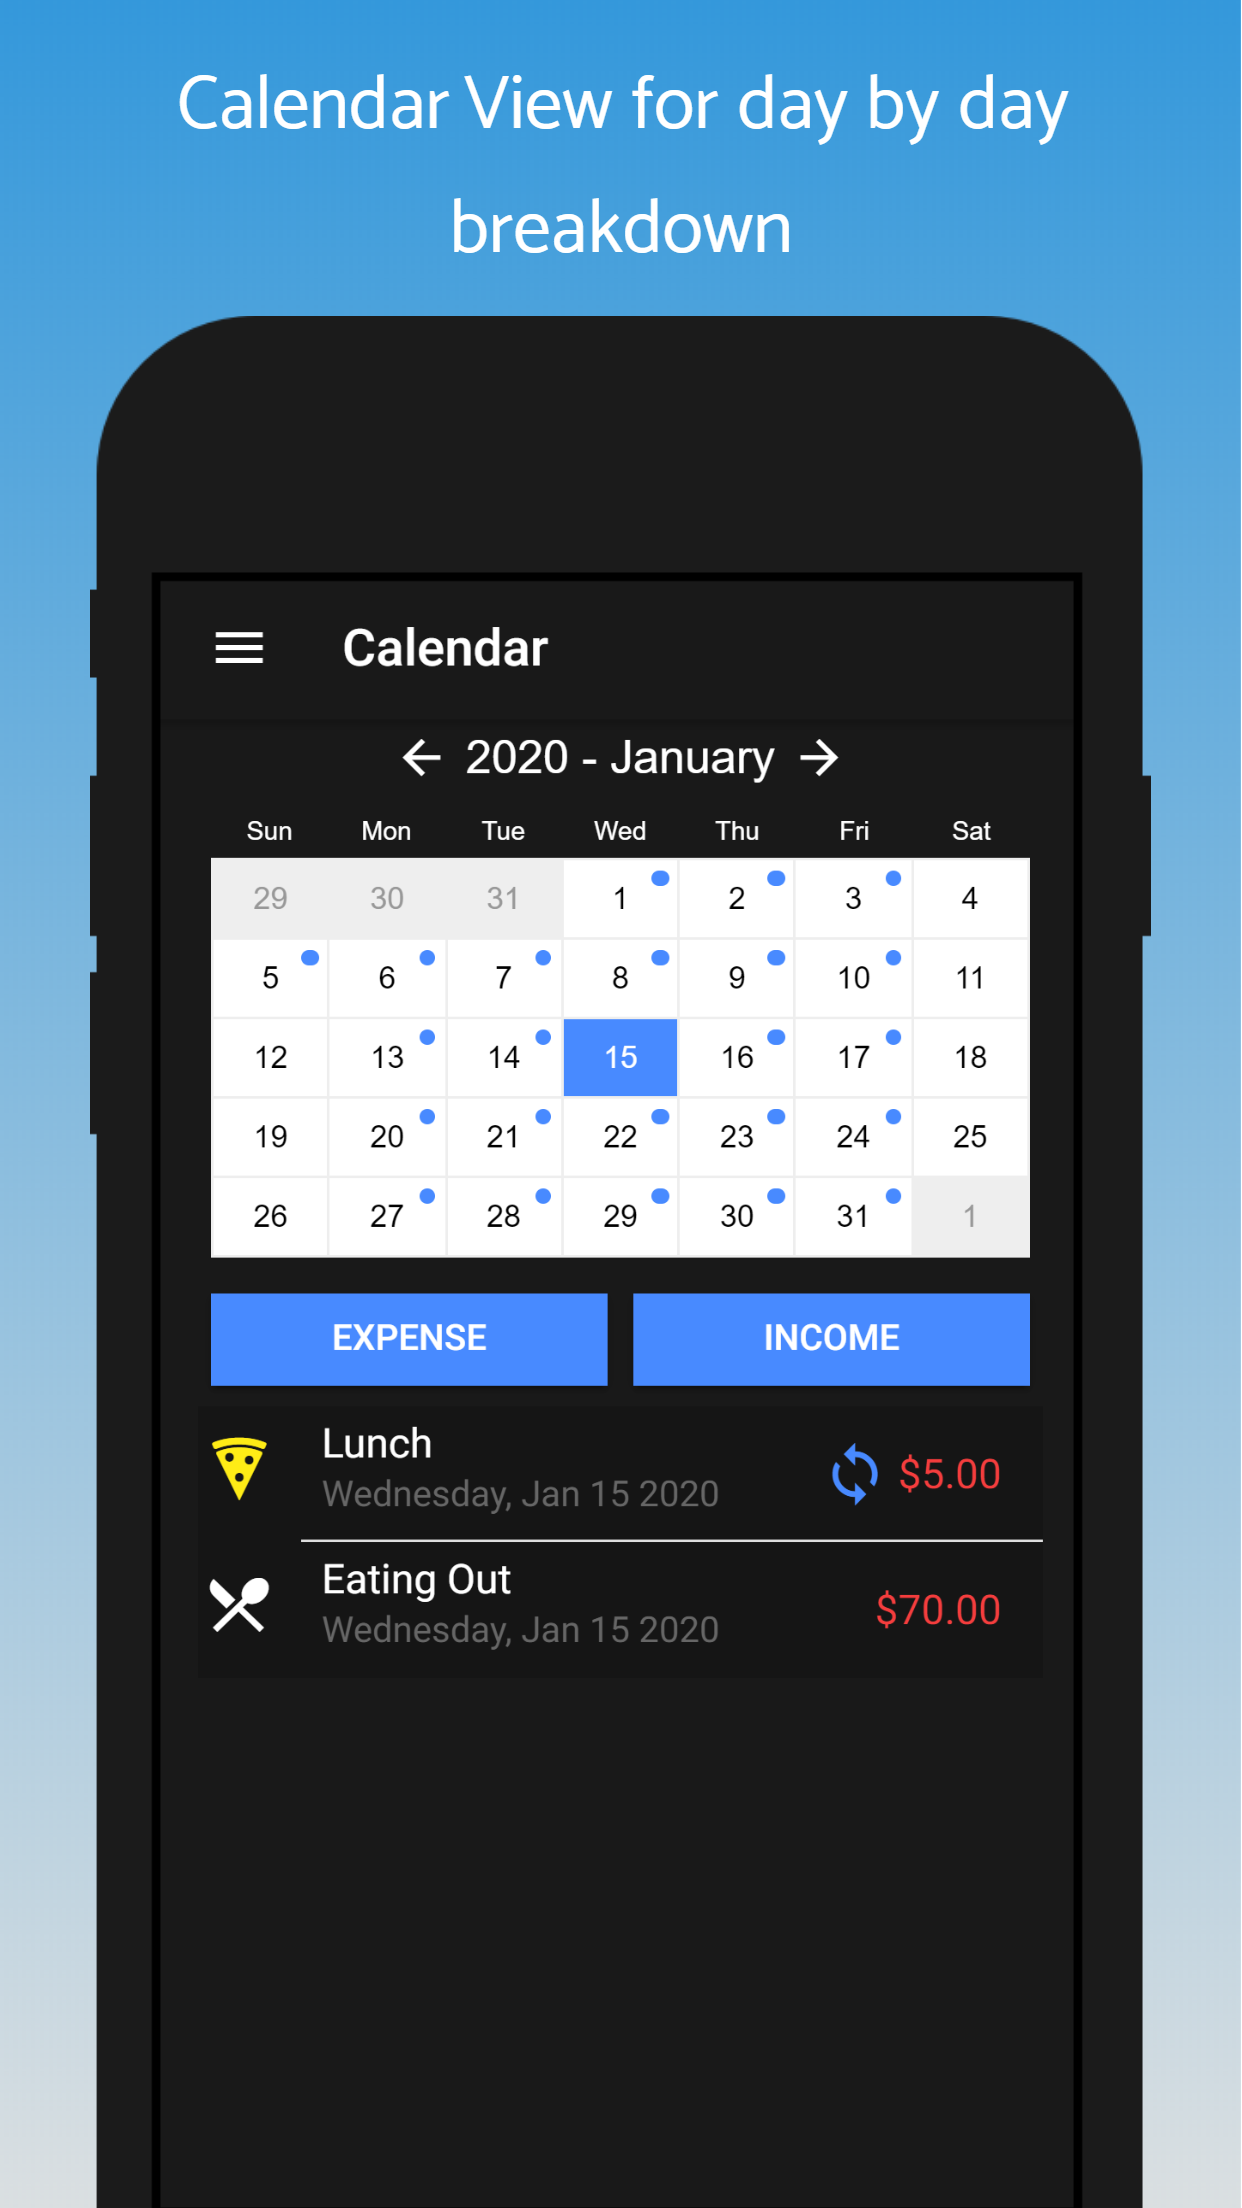 Calendar View for day by day
breakdown
Calendar
2020 - January
Sun Mon Tue Wed Thu Fri Sat
29 30 31 1 2 3 4
5 6 7 8 9 10 11
12 13 14 15 16 17 18
19 20 21 22 23 24 25
26 27 28 29 30 31 1
EXPENSE INCOME
Lunch
Wednesday, Jan 15 2020 $5.00
Eating Out
Wednesday, Jan 15 2020 $70.00